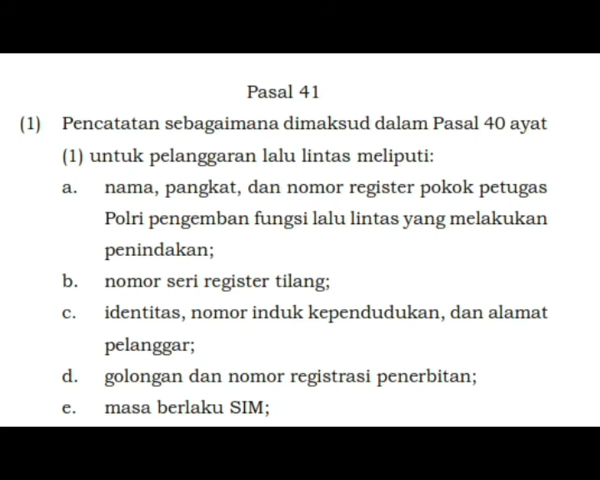 Pasal 41
(1) Pencatatan sebagaimana dimaksud dalam Pasal 40 ayat
(1) untuk pelanggaran lalu lintas meliputi:
a. nama, pangkat, dan nomor register pokok petugas
Polri pengemban fungsi lalu lintas yang melakukan
penindakan;
b. nomor seri register tilang;
c. identitas, nomor induk kependudukan, dan alamat
pelanggar;
d. golongan dan nomor registrasi penerbitan;
e. masa berlaku SIM;